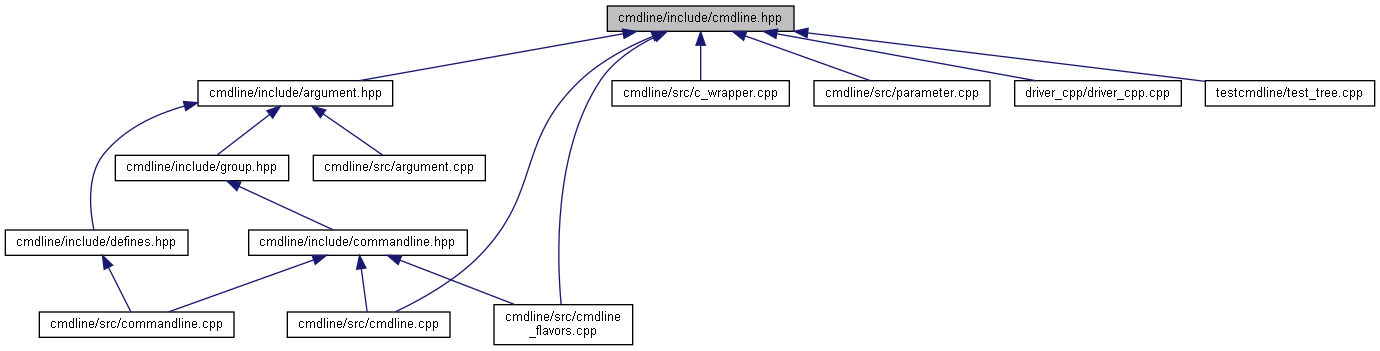 cmdline/include/cmdline.hpp
cmdline/include/argument.hpp
cmdline/src/c_wrapper.cpp
cmdline/src/parameter.cpp
driver_cpp/driver_cpp.cpp
testcmdline/test_tree.cpp
cmdline/include/group.hpp
cmdline/src/argument.cpp
cmdline/include/defines.hpp
cmdline/include/commandline.hpp
cmdline/src/commandline.cpp
cmdline/src/cmdline.cpp
cmdline/src/cmdline
_flavors.cpp